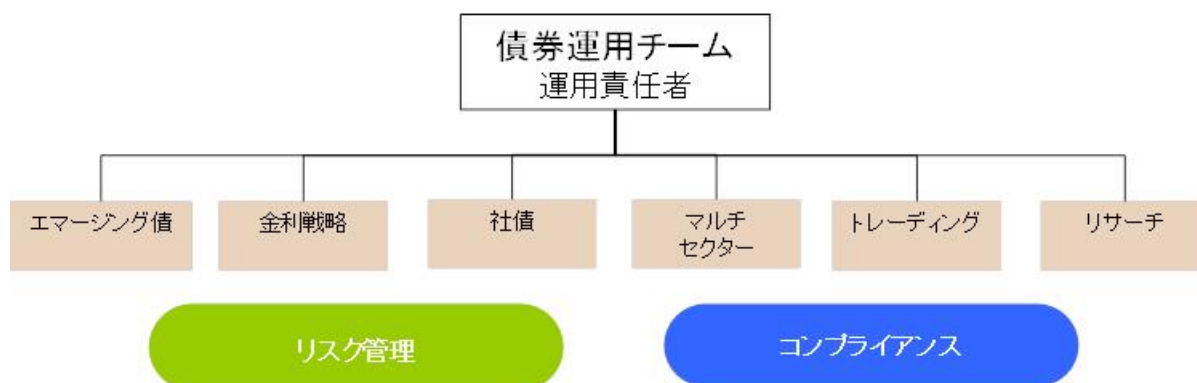 債券運用チーム
運用責任者
エマージング債
金利戦略
社債
マルチ
セクター
トレーディング
リサーチ
リスク管理
コンプライアンス